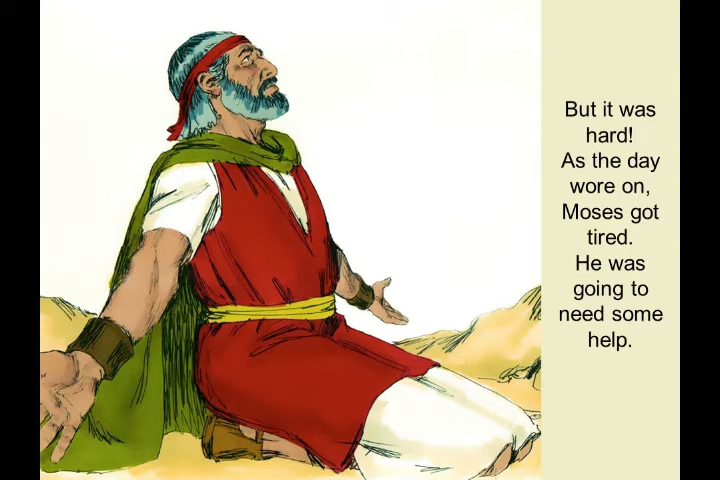 But it was
hard!
As the day
wore on,
Moses got
tired.
He was
going to
need some
help.